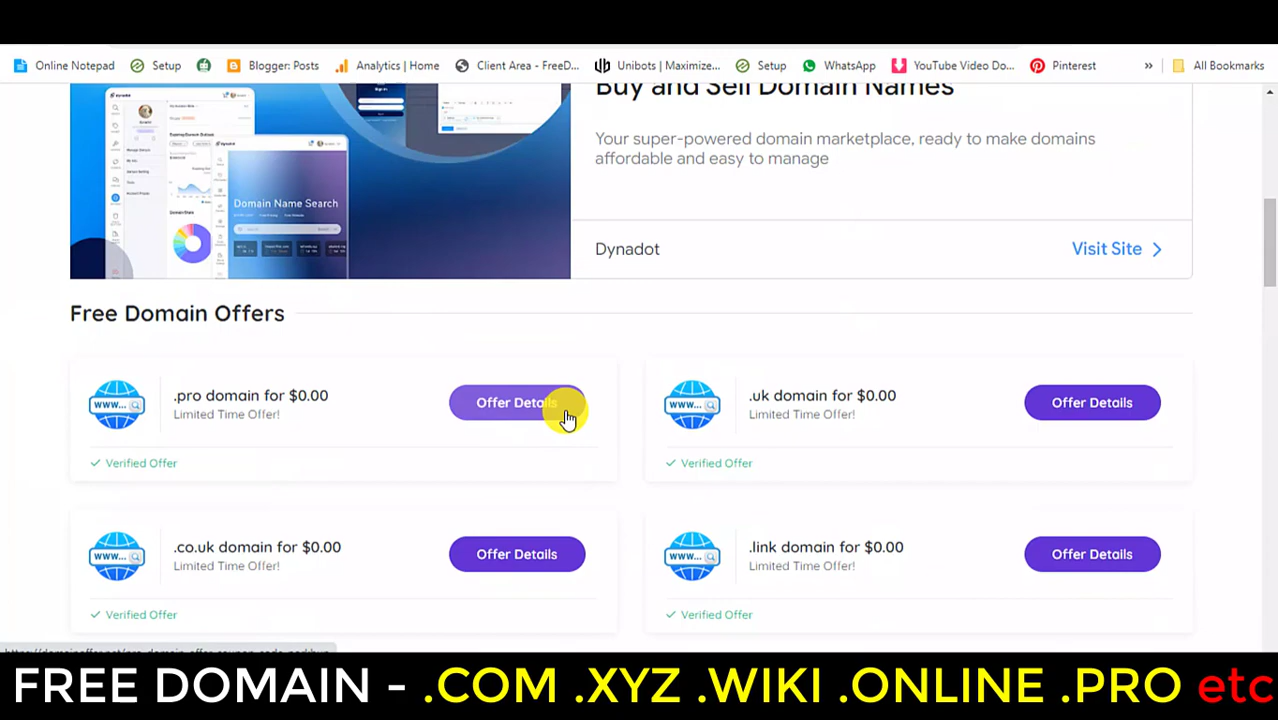 Online Notepad Setup Blogger: Posts Analytics | Home Client Area - FreeD... Unibots | Maximize... Setup WhatsApp YouTube Video Do... Pinterest » All Bookmarks
Buy and Sell Domain Names
Your super-powered domain marketplace, ready to make domains
affordable and easy to manage
Domain Name Search
Dynadot
Visit Site
Free Domain Offers
.pro domain for $0.00
Limited Time Offer!
Offer Details
Verified Offer
.uk domain for $0.00
Limited Time Offer!
Offer Details
Verified Offer
.co.uk domain for $0.00
Limited Time Offer!
Offer Details
Verified Offer
.link domain for $0.00
Limited Time Offer!
Offer Details
Verified Offer
FREE DOMAIN - .COM .XYZ .WIKI .ONLINE .PRO etc